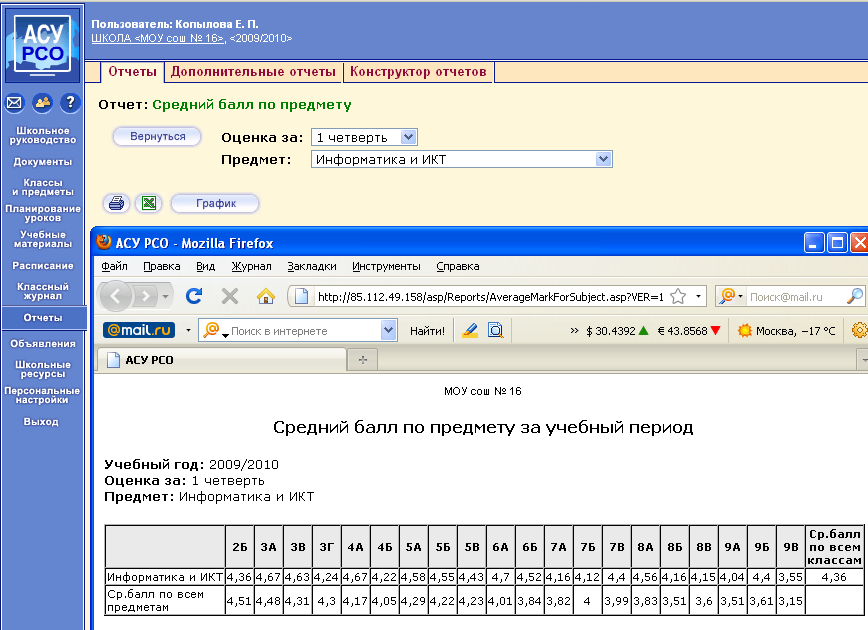 АСУ
РСО
Пользователь: Копылова Е. П.
ШКОЛА <МОУ сош № 16>, <2009/2010>
Отчеты Дополнительные отчеты Конструктор отчетов
Отчет: Средний балл по предмету
Вернуться Оценка за: 1 четверть
Предмет: Информатика и ИКТ
График
?
Школьное
руководство
Документы
Классы
и предметы
Планирование
уроков
Учебные
материалы
Расписание
Классный
журнал
Отчеты
Объявления
Школьные
ресурсы
Персональные
настройки
Выход
АСУ РСО - Mozilla Firefox
Файл Правка Вид Журнал Закладки Инструменты Справка
http://85.112.49.158/asp/Reports/AverageMarkForSubject.asp?VER=1 Поиск@mail.ru
@mail.ru Поиск в интернете Найти! » $ 30.4392 € 43.8568 Москва, −17 °C
АСУ РСО
МОУ сош № 16
Средний балл по предмету за учебный период
Учебный год: 2009/2010
Оценка за: 1 четверть
Предмет: Информатика и ИКТ
2Б 3А 3В 3Г 4А 4Б 5А 5Б 5В 6А 6Б 7А 7Б 7В 8А 8Б 8В 9А 9Б 9В Ср.балл
по всем
классам
Информатика и ИКТ 4,36 4,67 4,63 4,24 4,67 4,22 4,58 4,55 4,43 4,7 4,52 4,16 4,12 4,4 4,56 4,16 4,15 4,04 4,4 3,55 4,36
Ср.балл по всем
предметам 4,51 4,48 4,31 4,3 4,17 4,05 4,29 4,22 4,23 4,01 3,84 3,82 4 3,99 3,83 3,51 3,6 3,51 3,61 3,15